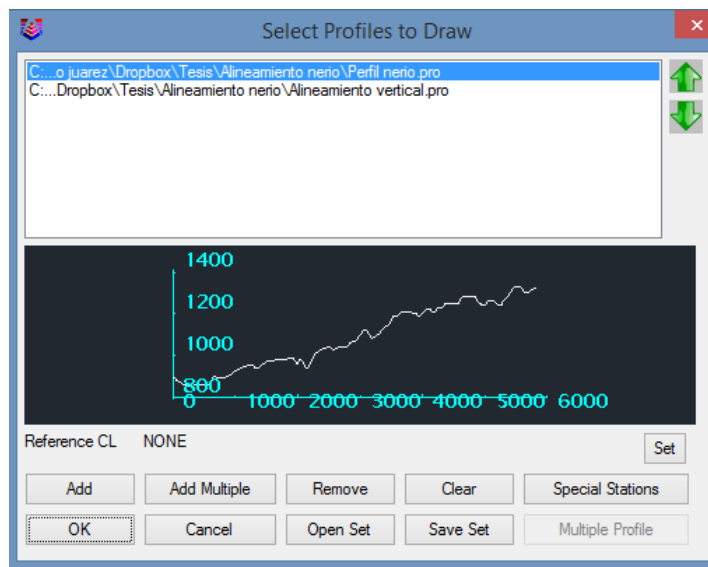 Select Profiles to Draw
C:...o juarez\Dropbox\Tesis\Alineamiento nerio\Perfil nerio.pro
C:...Dropbox\Tesis\Alineamiento nerio\Alineamiento vertical.pro
1400
1200
1000
800
0 1000 2000 3000 4000 5000 6000
Reference CL NONE Set
Add Add Multiple Remove Clear Special Stations
OK Cancel Open Set Save Set Multiple Profile